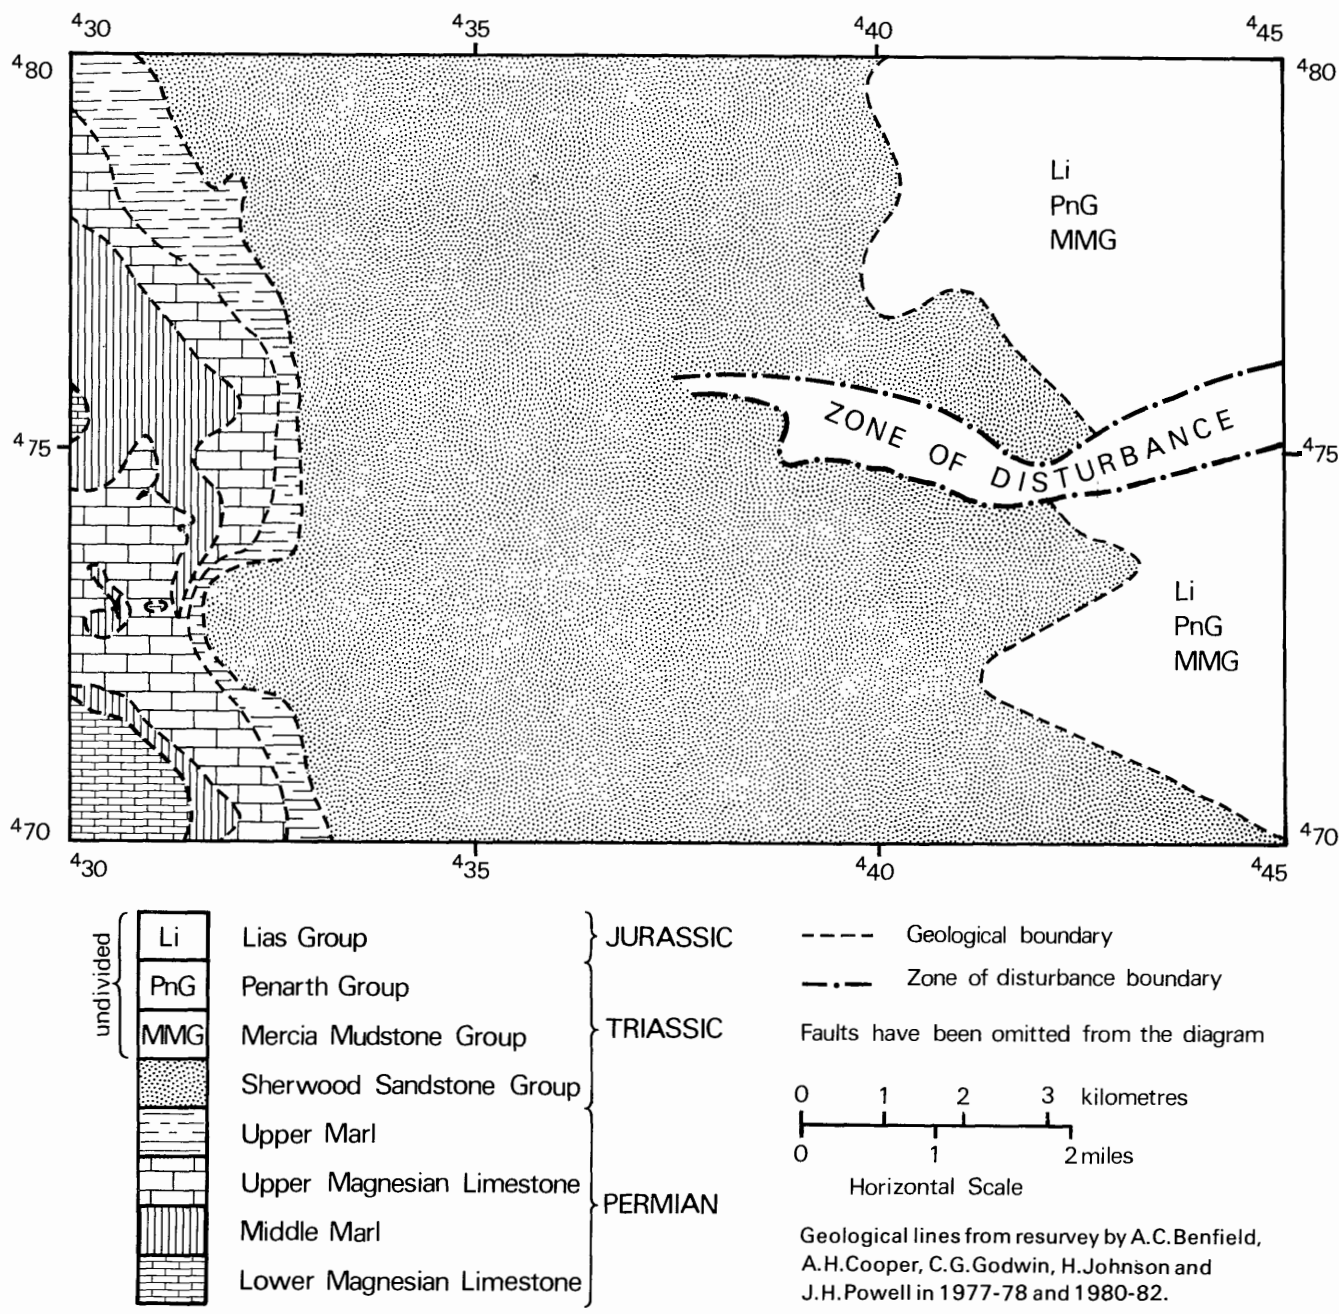 430 435 440 445
480 480
Li
PnG
MMG
ZONE OF DISTURBANCE
475 475
Li
PnG
MMG
470 470
430 435 440 445
undivided
Li Lias Group
PnG Penarth Group
MMG Mercia Mudstone Group
Sherwood Sandstone Group
Upper Marl
Upper Magnesian Limestone
Middle Marl
Lower Magnesian Limestone
JURASSIC
TRIASSIC
PERMIAN
Geological boundary
Zone of disturbance boundary
Faults have been omitted from the diagram
0 1 2 3 kilometres
0 1 2 miles
Horizontal Scale
Geological lines from resurvey by A.C.Benfield,
A.H.Cooper, C.G.Godwin, H.Johnson and
J.H.Powell in 1977-78 and 1980-82.